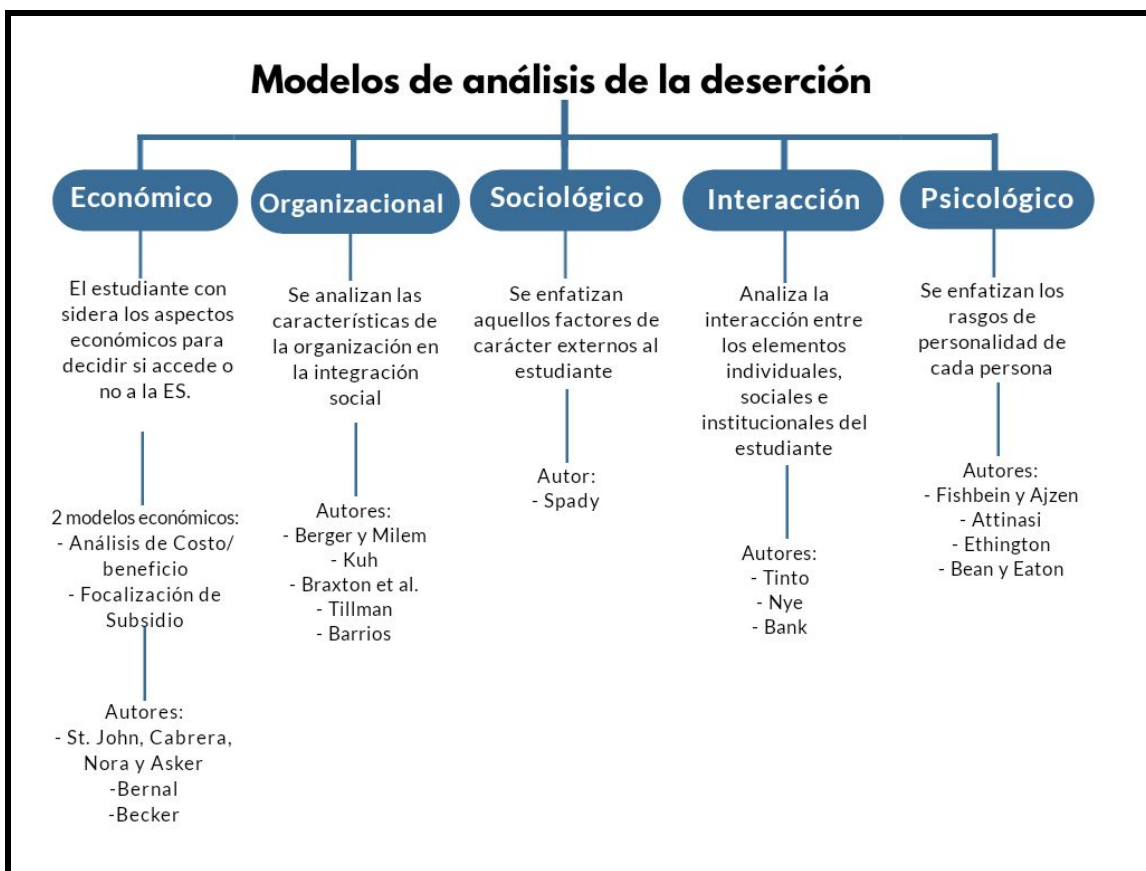 Modelos de análisis de la deserción
Económico
El estudiante con
sidera los aspectos
económicos para
decidir si accede o
no a la ES.
2 modelos económicos:
- Análisis de Costo/
beneficio
- Focalización de
Subsidio
Autores:
- St. John, Cabrera,
Nora y Asker
-Bernal
-Becker
Organizacional
Se analizan las
características de
la organización en
la integración
social
Autores:
- Berger y Milem
- Kuh
- Braxton et al.
- Tillman
- Barrios
Sociológico
Se enfatizan
aquellos factores de
carácter externos al
estudiante
Autor:
- Spady
Interacción
Analiza la
interacción entre
los elementos
individuales,
sociales e
institucionales del
estudiante
Autores:
- Tinto
- Nye
- Bank
Psicológico
Se enfatizan los
rasgos de
personalidad de
cada persona
Autores:
- Fishbein y Ajzen
- Attinasi
- Ethington
- Bean y Eaton